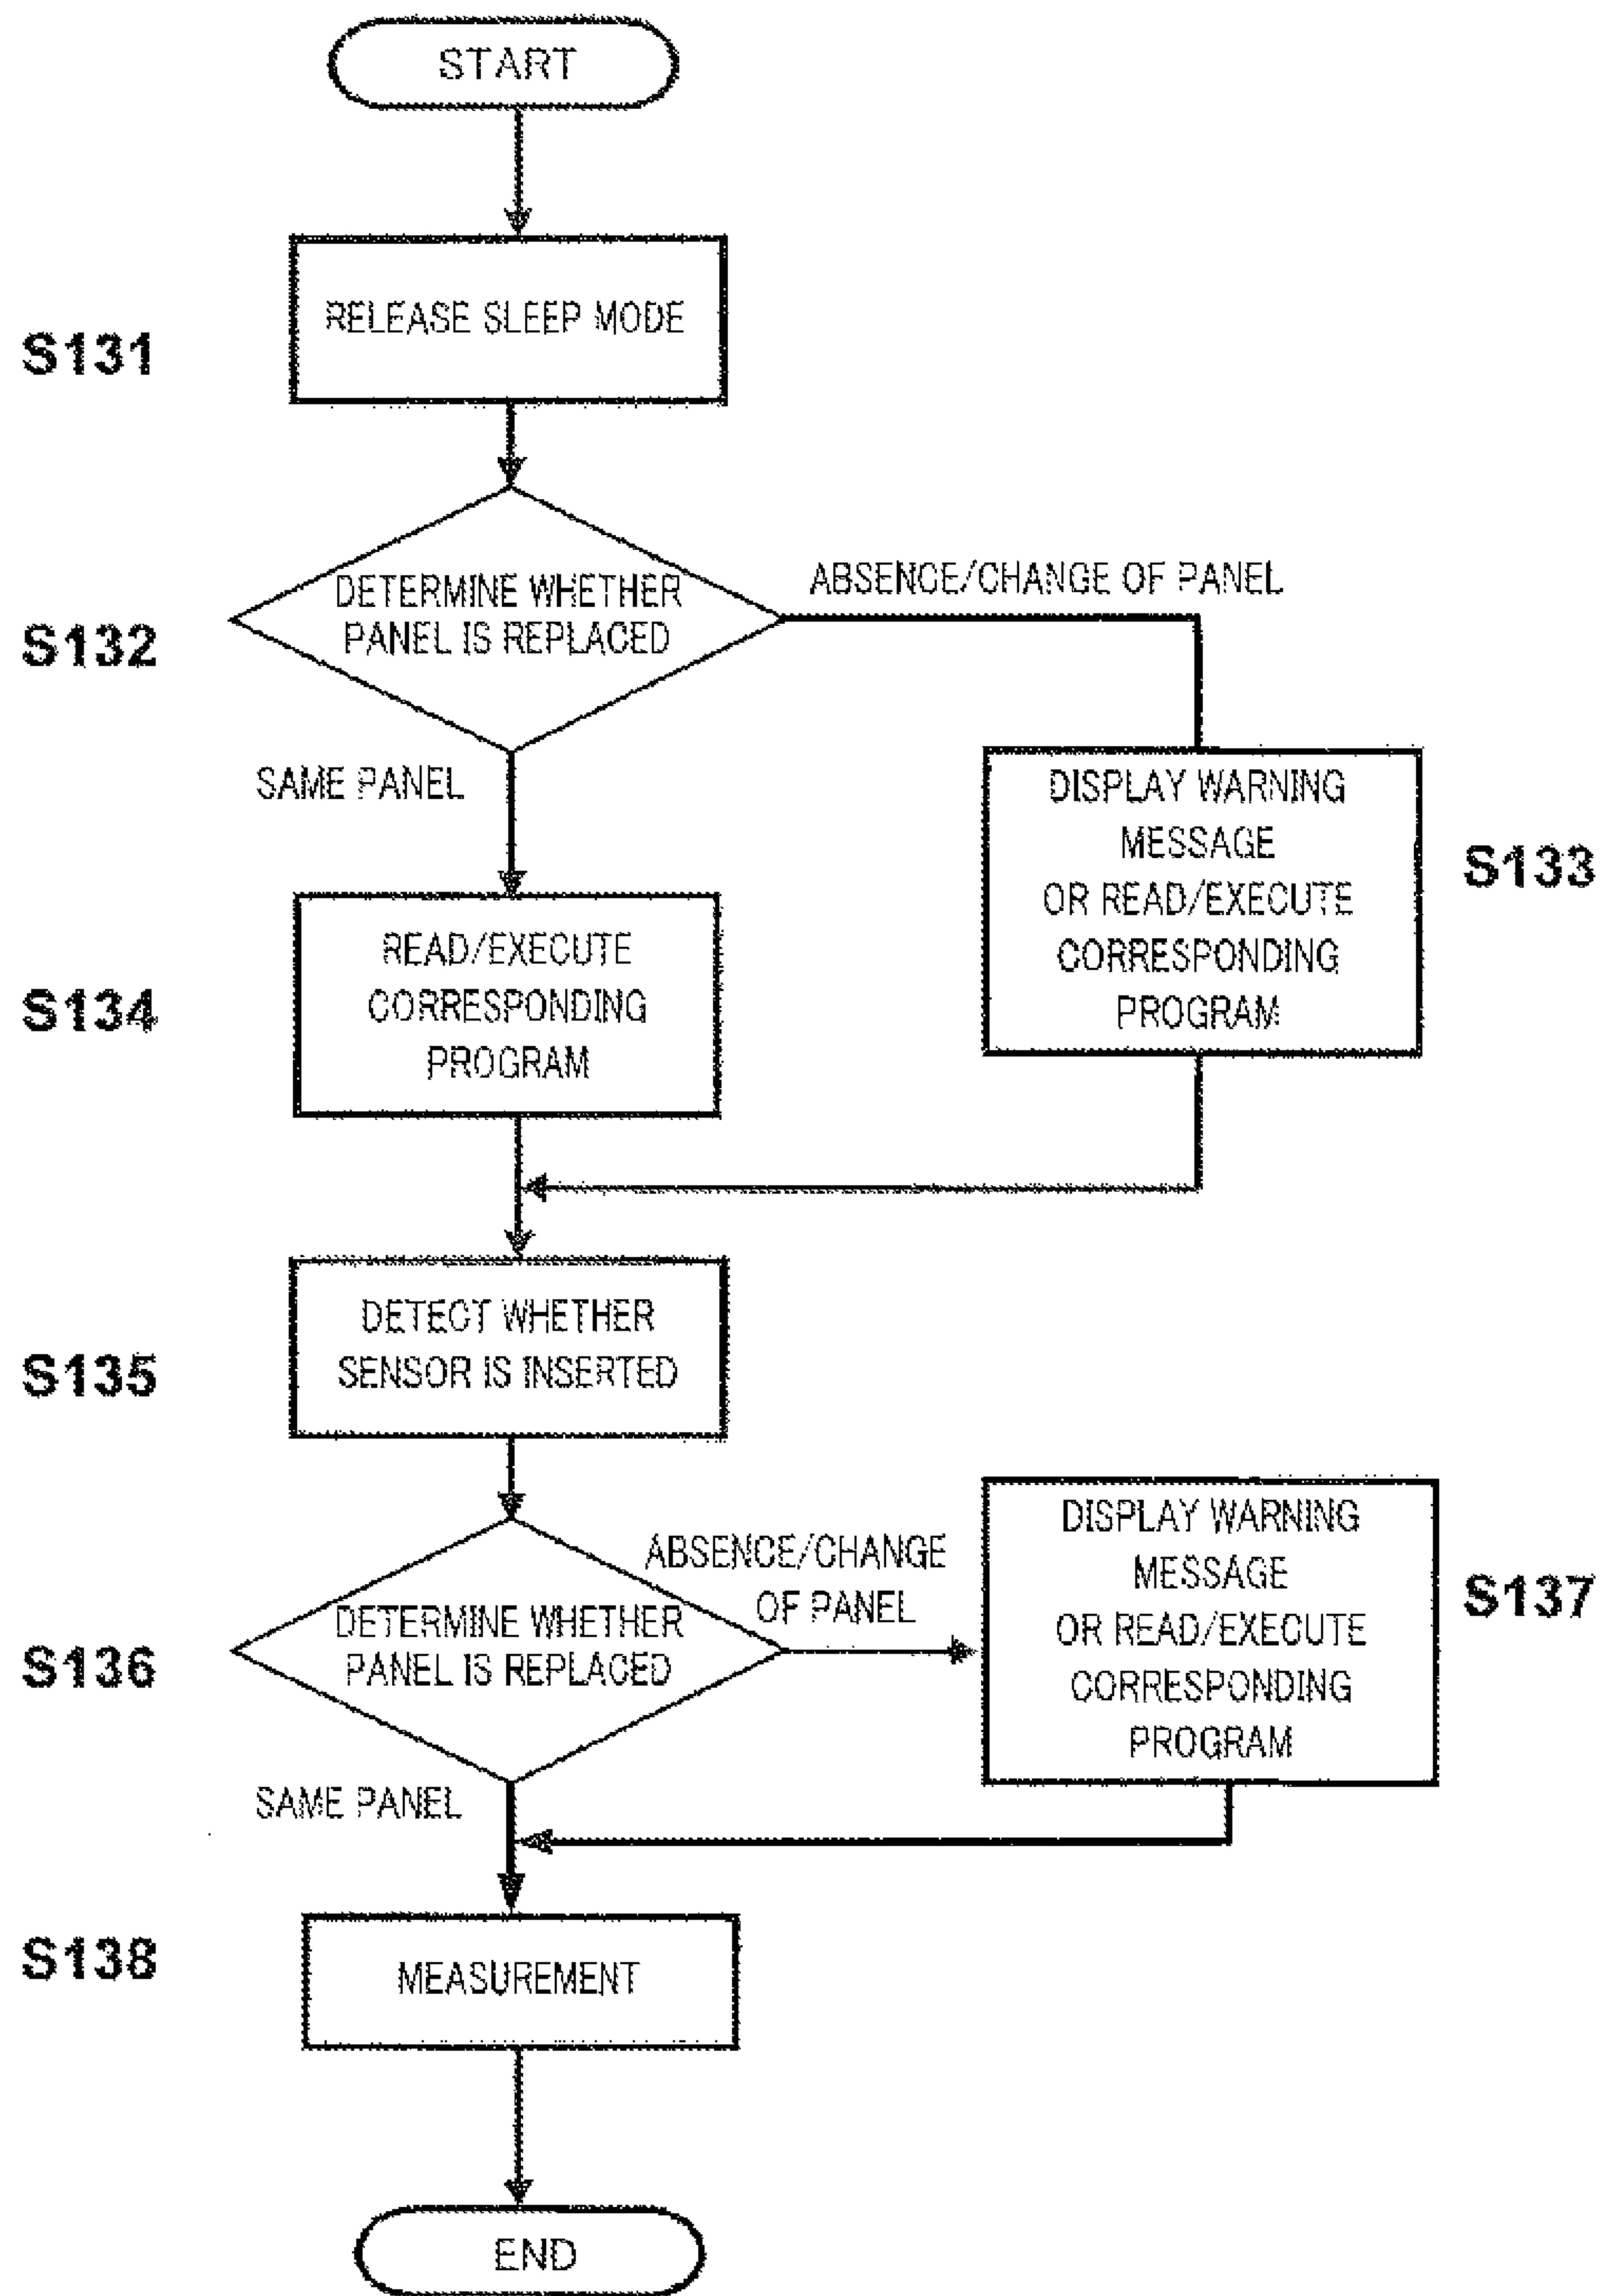 START
S131
RELEASE SLEEP MODE
S132
DETERMINE WHETHER
PANEL IS REPLACED
ABSENCE/CHANGE OF PANEL
SAME PANEL
S133
DISPLAY WARNING
MESSAGE
OR READ/EXECUTE
CORRESPONDING
PROGRAM
S134
READ/EXECUTE
CORRESPONDING
PROGRAM
S135
DETECT WHETHER
SENSOR IS INSERTED
S136
DETERMINE WHETHER
PANEL IS REPLACED
ABSENCE/CHANGE
OF PANEL
SAME PANEL
S137
DISPLAY WARNING
MESSAGE
OR READ/EXECUTE
CORRESPONDING
PROGRAM
S138
MEASUREMENT
END